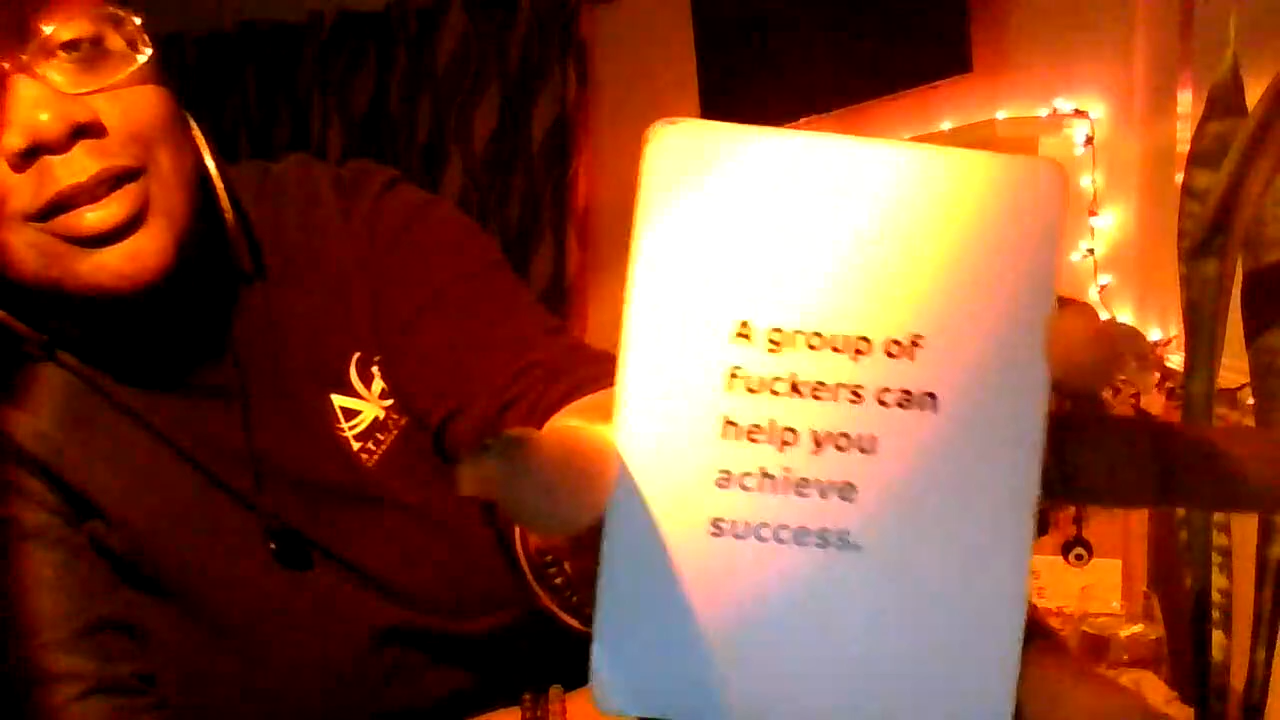 A group of
fuckers can
help you
achieve
success.